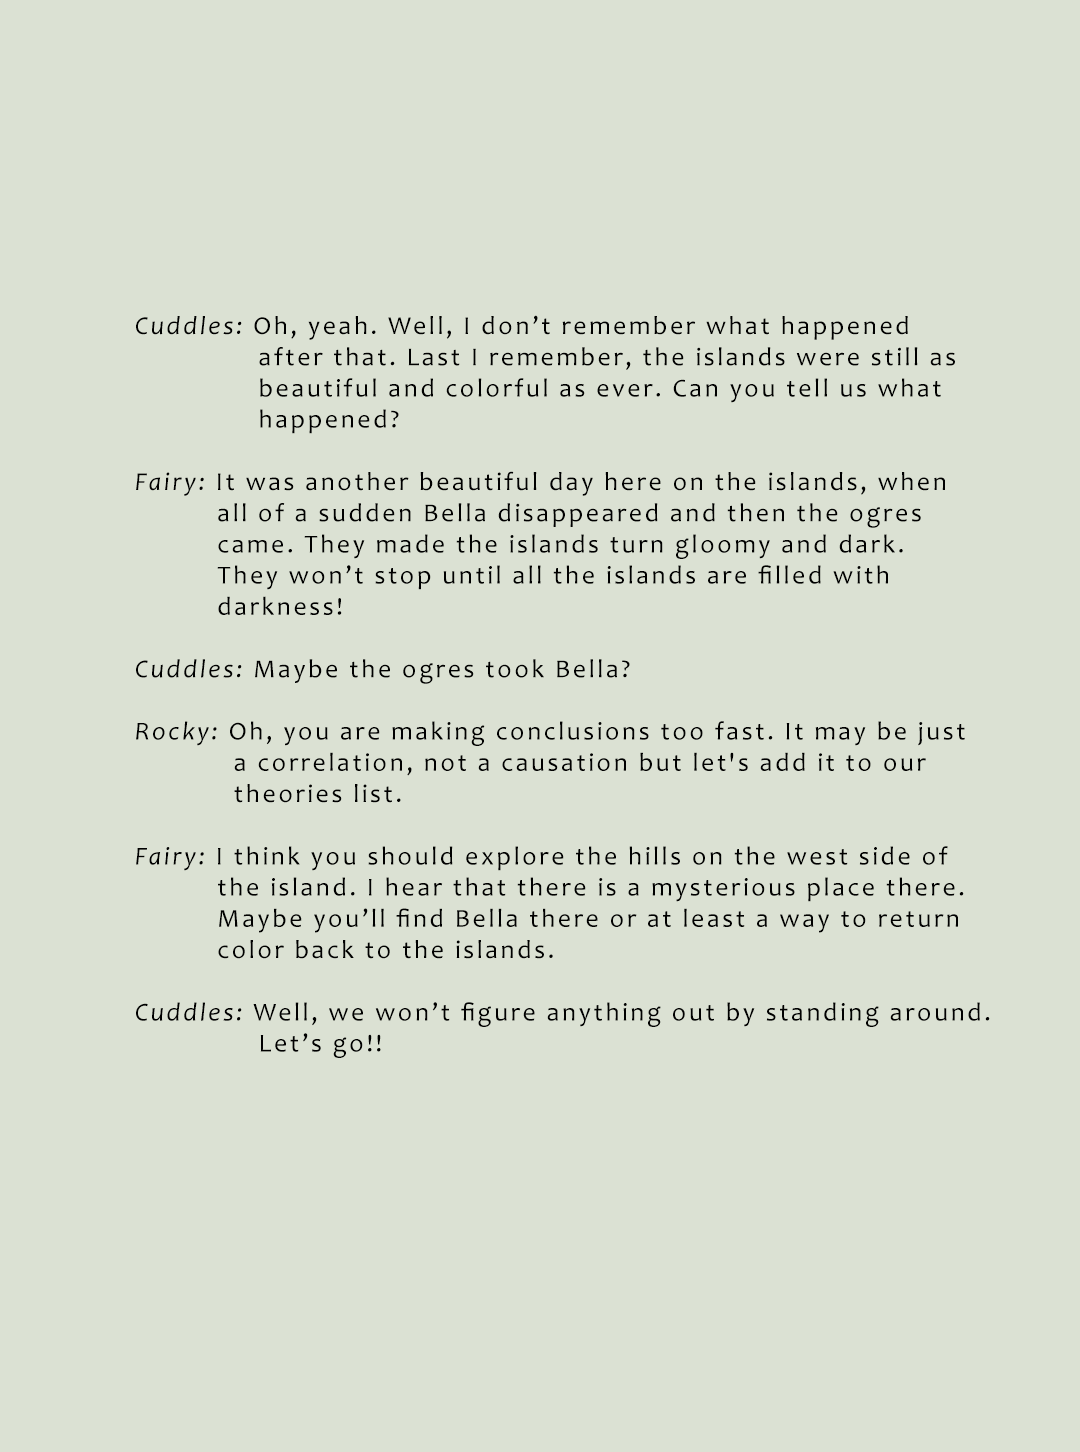 Cuddles: Oh, yeah. Well, I don’t remember what happened
after that. Last I remember, the islands were still as
beautiful and colorful as ever. Can you tell us what
happened?
Fairy: It was another beautiful day here on the islands, when
all of a sudden Bella disappeared and then the ogres
came. They made the islands turn gloomy and dark.
They won’t stop until all the islands are filled with
darkness!
Cuddles: Maybe the ogres took Bella?
Rocky: Oh, you are making conclusions too fast. It may be just
a correlation, not a causation but let's add it to our
theories list.
Fairy: I think you should explore the hills on the west side of
the island. I hear that there is a mysterious place there.
Maybe you’ll find Bella there or at least a way to return
color back to the islands.
Cuddles: Well, we won’t figure anything out by standing around.
Let’s go!!